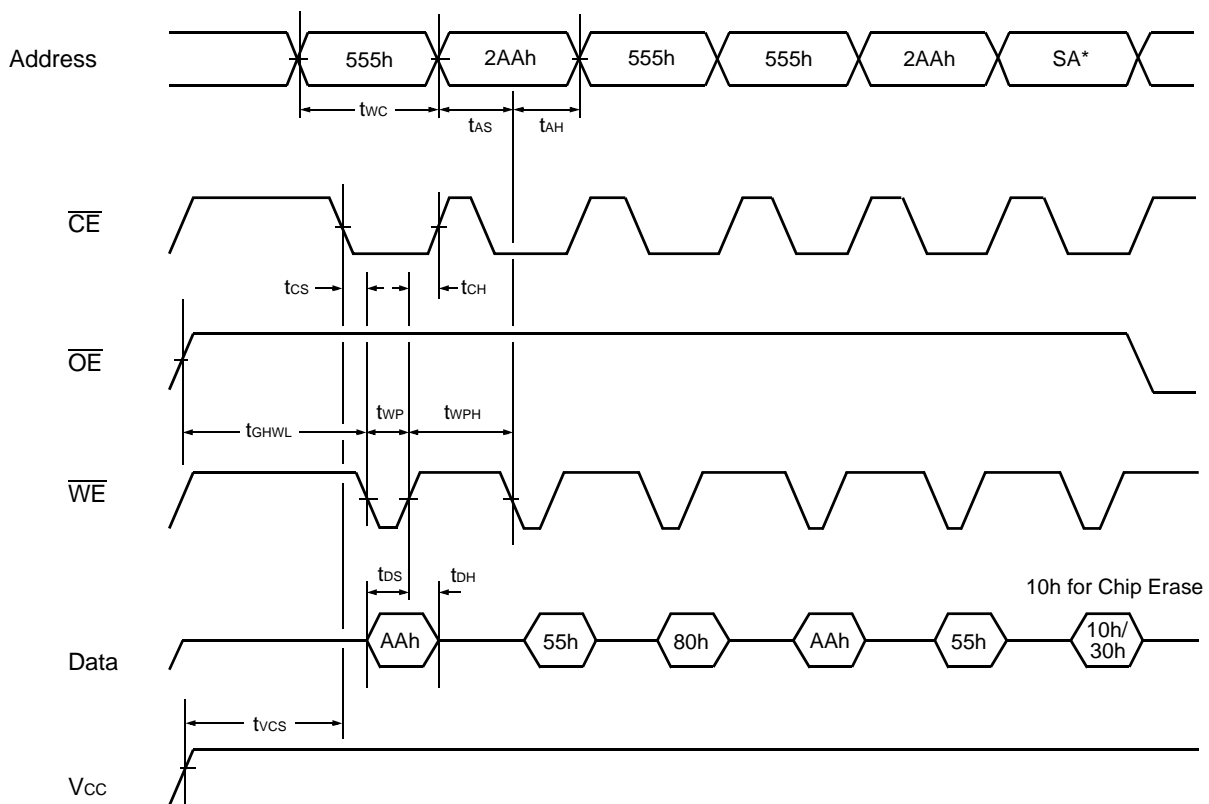 Address
555h 2AAh 555h 555h 2AAh SA*
tWC tAS tAH
CE
tCS tCH
OE
tGHWL tWP tWPH
WE
tDS tDH
10h for Chip Erase
Data
AAh 55h 80h AAh 55h 10h/
30h
tVCS
VCC